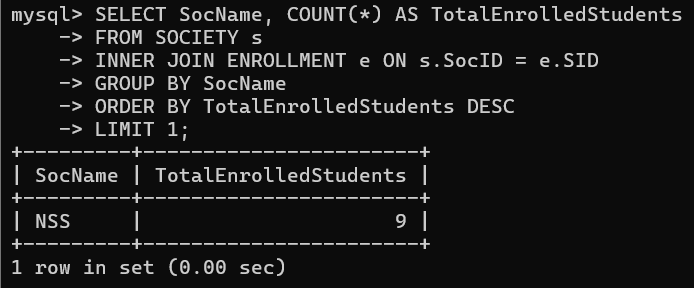 mysql> SELECT SocName, COUNT(*) AS TotalEnrolledStudents
    -> FROM SOCIETY s
    -> INNER JOIN ENROLLMENT e ON s.SocID = e.SID
    -> GROUP BY SocName
    -> ORDER BY TotalEnrolledStudents DESC
    -> LIMIT 1;
+---------+-----------------------+
| SocName | TotalEnrolledStudents |
+---------+-----------------------+
| NSS     |                     9 |
+---------+-----------------------+
1 row in set (0.00 sec)